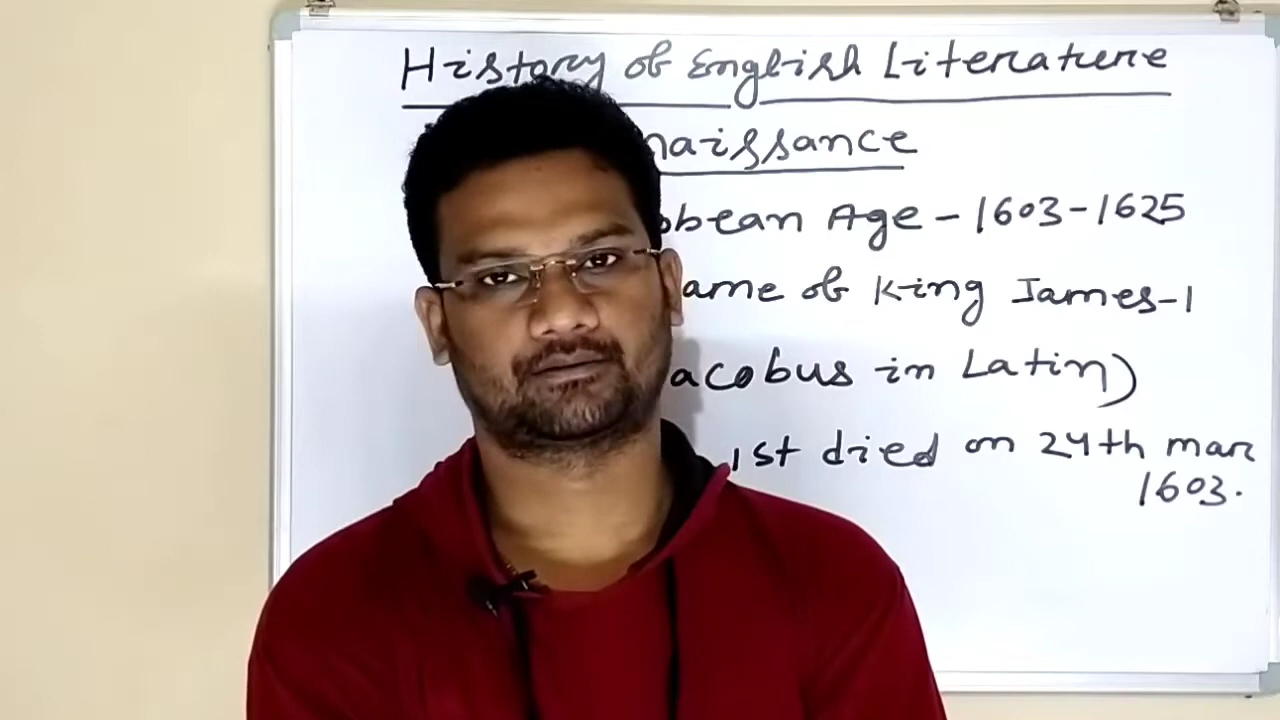 History of English Literature
naissance
obean Age - 1603-1625
ame of King James-1
acobus in Latin)
1st died on 24th mar
1603.